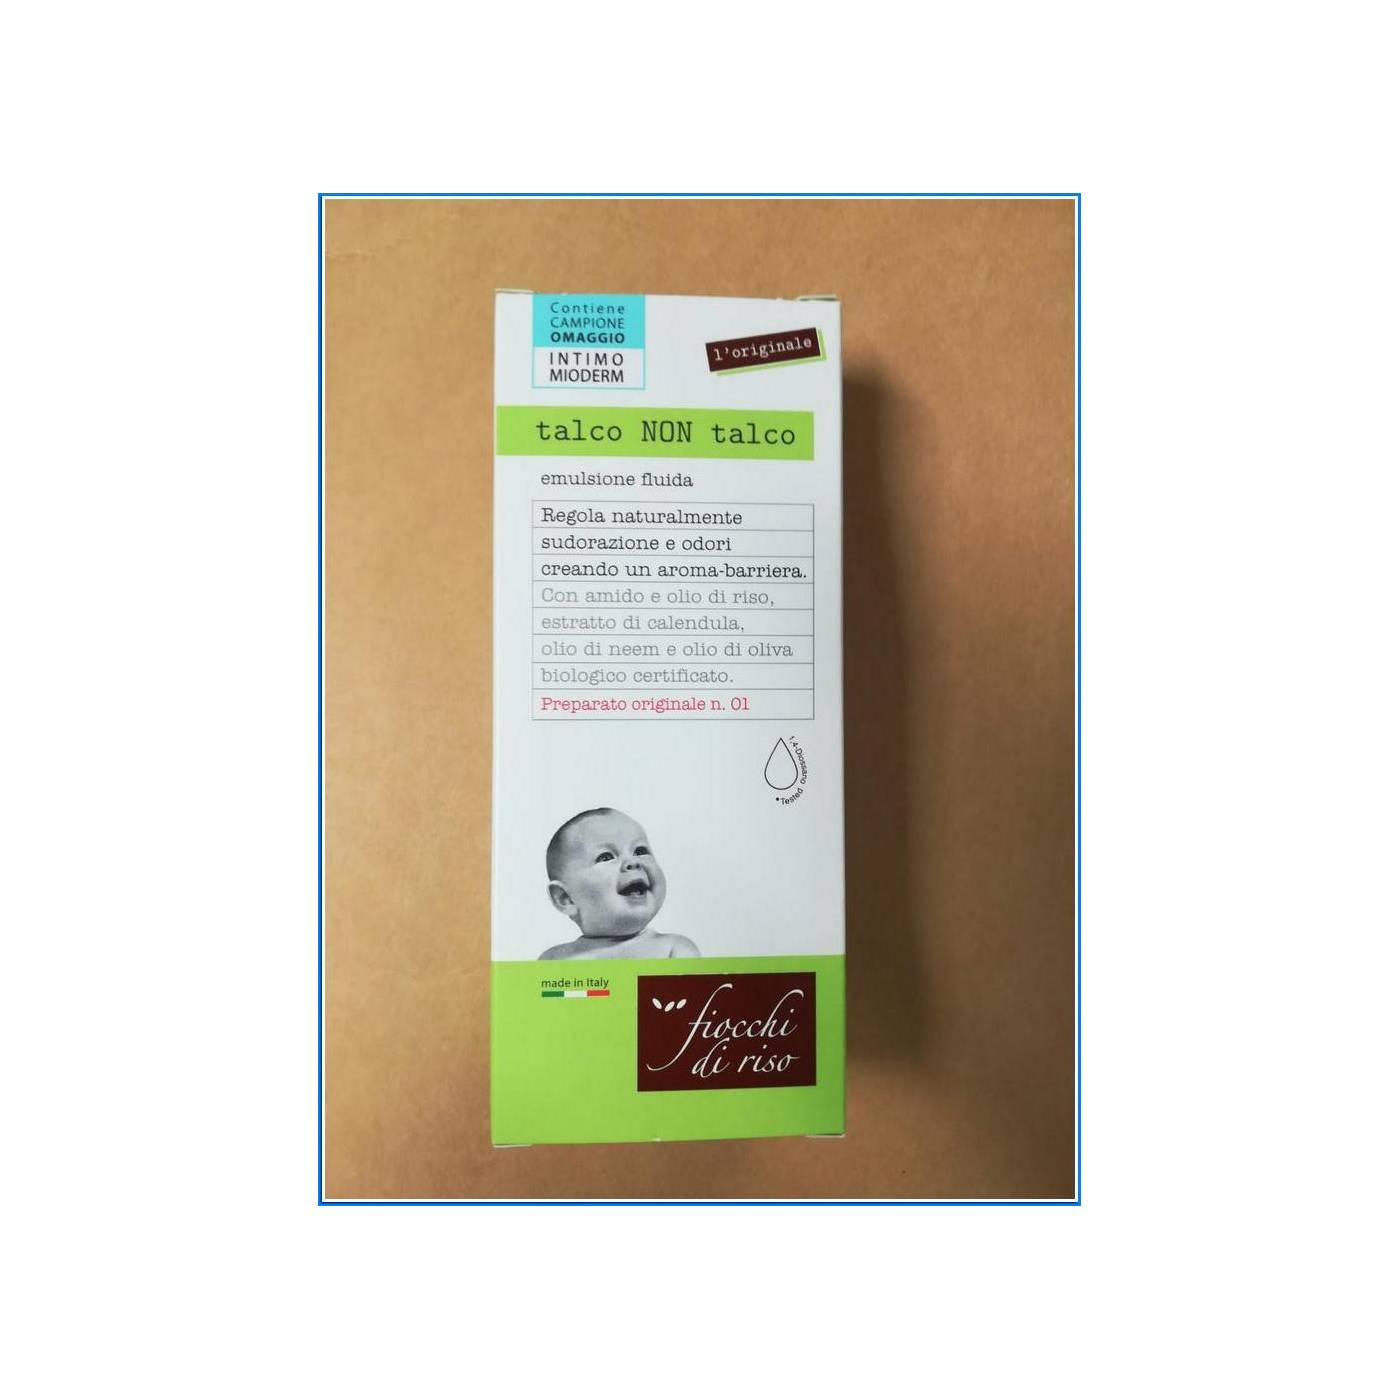 Contiene
CAMPIONE
OMAGGIO
INTIMO
MIODERM
l'originale
talco NON talco
emulsione fluida
Regola naturalmente
sudorazione e odori
creando un aroma-barriera.
Con amido e olio di riso,
estratto di calendula,
olio di neem e olio di oliva
biologico certificato.
Preparato originale n. 01
1,4-Diossano
*Tested
made in Italy
fiocchi
di riso